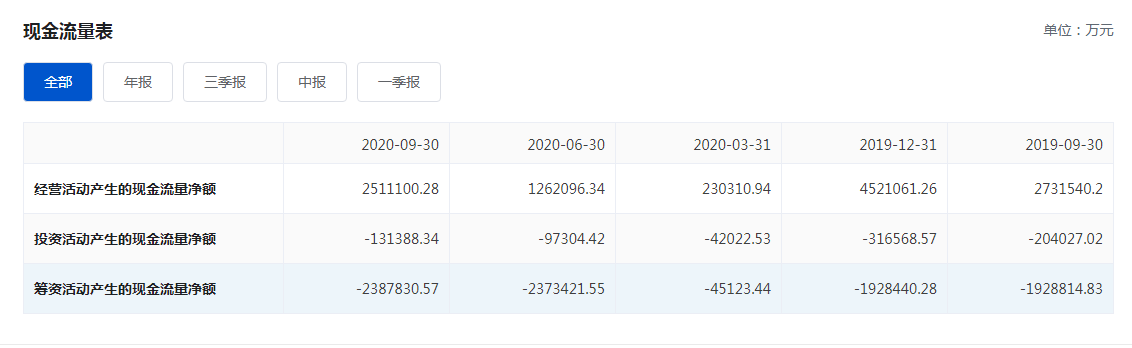 现金流量表
单位：万元
全部 年报 三季报 中报 一季报
2020-09-30 2020-06-30 2020-03-31 2019-12-31 2019-09-30
经营活动产生的现金流量净额 2511100.28 1262096.34 230310.94 4521061.26 2731540.2
投资活动产生的现金流量净额 -131388.34 -97304.42 -42022.53 -316568.57 -204027.02
筹资活动产生的现金流量净额 -2387830.57 -2373421.55 -45123.44 -1928440.28 -1928814.83